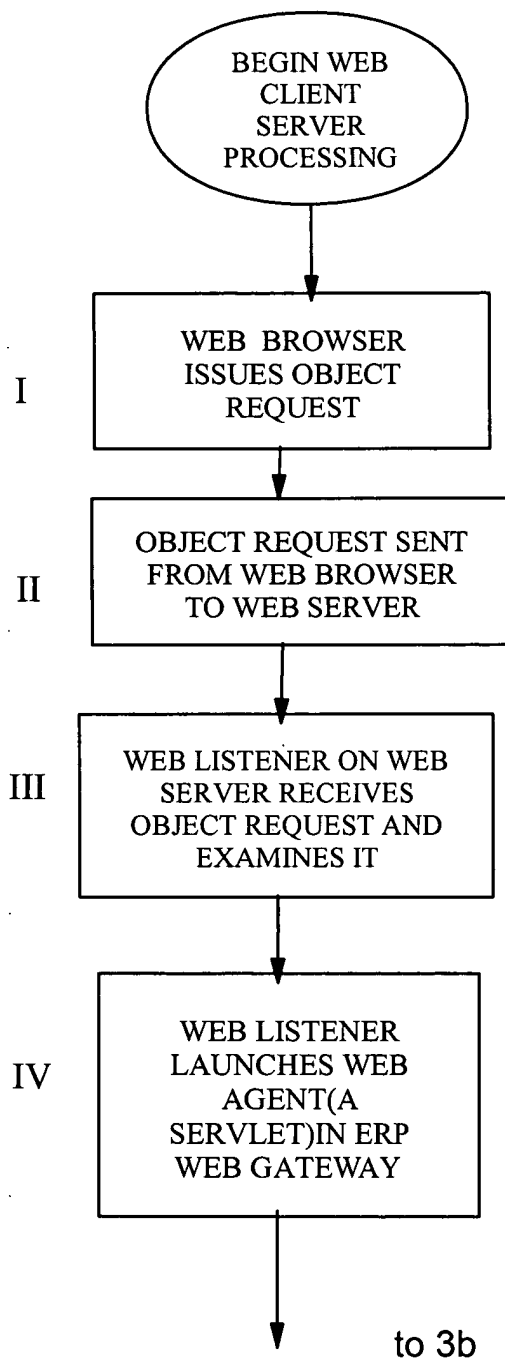 BEGIN WEB
CLIENT
SERVER
PROCESSING
I
WEB BROWSER
ISSUES OBJECT
REQUEST
II
OBJECT REQUEST SENT
FROM WEB BROWSER
TO WEB SERVER
III
WEB LISTENER ON WEB
SERVER RECEIVES
OBJECT REQUEST AND
EXAMINES IT
IV
WEB LISTENER
LAUNCHES WEB
AGENT(A
SERVLET)IN ERP
WEB GATEWAY
to 3b